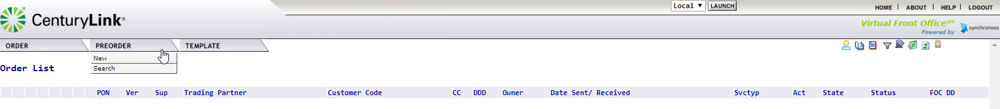 CenturyLink®
Local LAUNCH
HOME | ABOUT | HELP | LOGOUT
Virtual Front Office sm
Powered by synchronoss
ORDER PREORDER TEMPLATE
New
Search
Order List
PON Ver Sup Trading Partner Customer Code CC DDD Owner Date Sent/ Received Svctyp Act State Status FOC DD